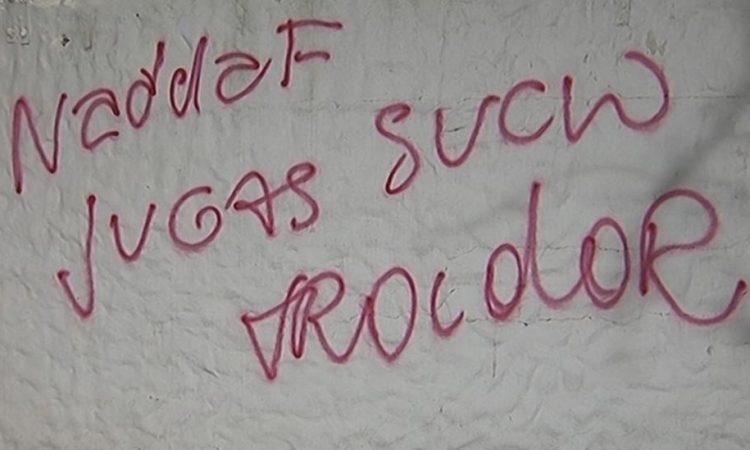 NaddaF
JUGAS SUCIO
TRAIdOR